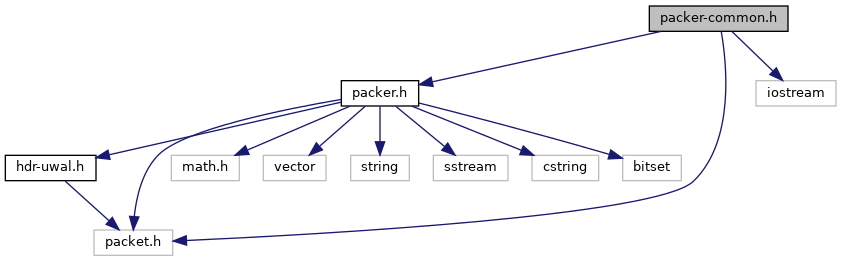 packer-common.h
packer.h
iostream
hdr-uwal.h
math.h
vector
string
sstream
cstring
bitset
packet.h